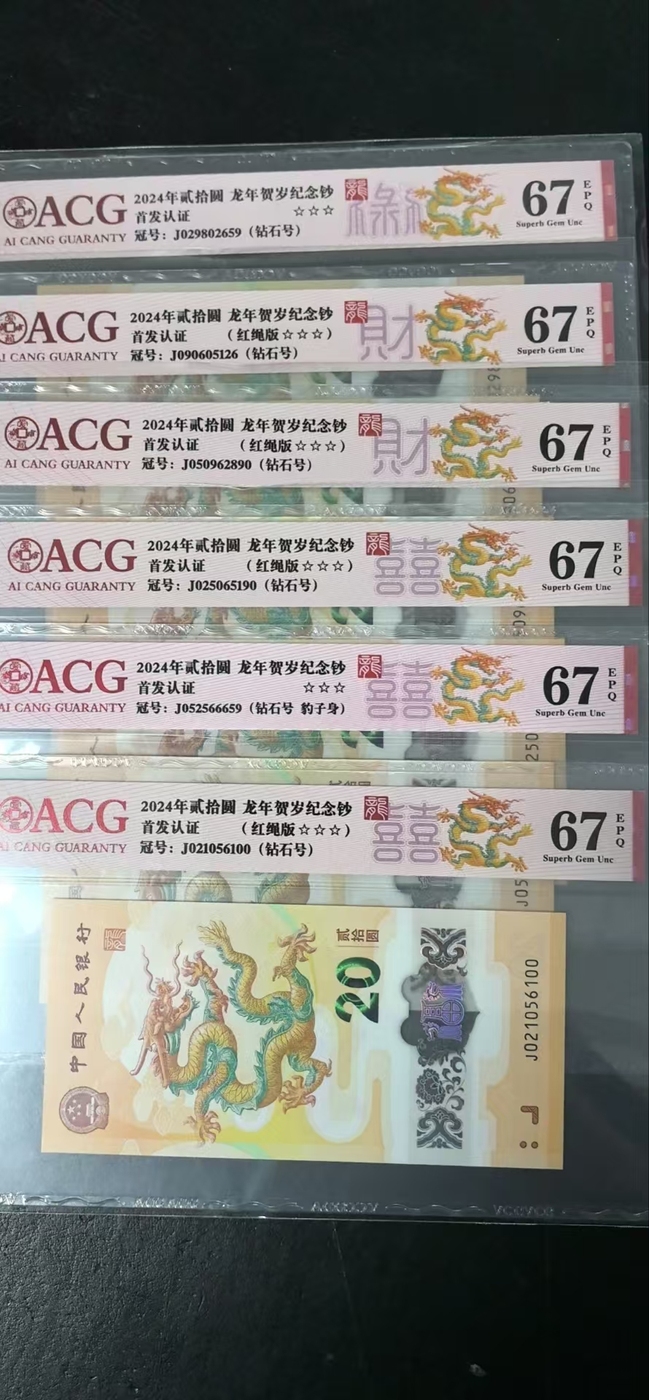 ACG
AI CANG GUARANTY
2024年贰拾圆 龙年贺岁纪念钞
首发认证 ☆☆☆
冠号：J029802659（钻石号）
67
EPQ
Superb Gem Unc
ACG
AI CANG GUARANTY
2024年贰拾圆 龙年贺岁纪念钞
首发认证 （红绳版☆☆☆）
冠号：J090605126（钻石号）
財
67
EPQ
Superb Gem Unc
ACG
AI CANG GUARANTY
2024年贰拾圆 龙年贺岁纪念钞
首发认证 （红绳版☆☆☆）
冠号：J050962890（钻石号）
財
67
EPQ
Superb Gem Unc
ACG
AI CANG GUARANTY
2024年贰拾圆 龙年贺岁纪念钞
首发认证 （红绳版☆☆☆）
冠号：J025065190（钻石号）
囍
67
EPQ
Superb Gem Unc
ACG
AI CANG GUARANTY
2024年贰拾圆 龙年贺岁纪念钞
首发认证 ☆☆☆
冠号：J052566659（钻石号 豹子身）
囍
67
EPQ
Superb Gem Unc
ACG
AI CANG GUARANTY
2024年贰拾圆 龙年贺岁纪念钞
首发认证 （红绳版☆☆☆）
冠号：J021056100（钻石号）
囍
67
EPQ
Superb Gem Unc
中国人民银行
贰拾圆
20
J021056100